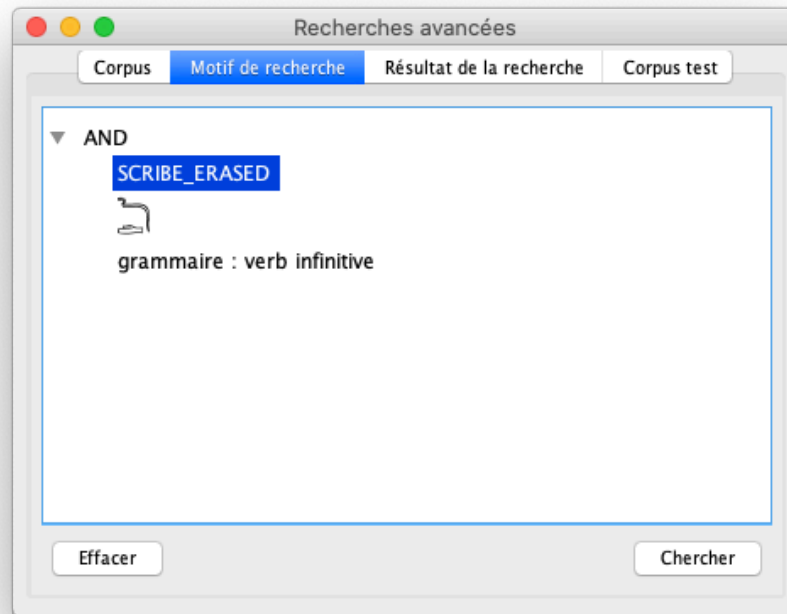 Recherches avancées
Corpus Motif de recherche Résultat de la recherche Corpus test
AND
SCRIBE_ERASED
grammaire : verb infinitive
Effacer Chercher